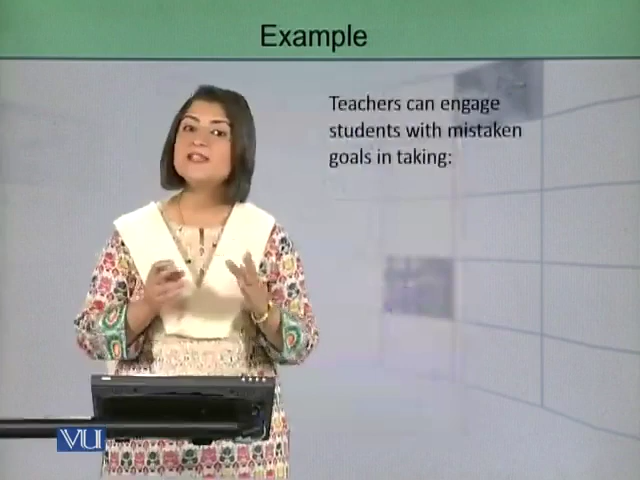 Example
Teachers can engage
students with mistaken
goals in taking:
VU